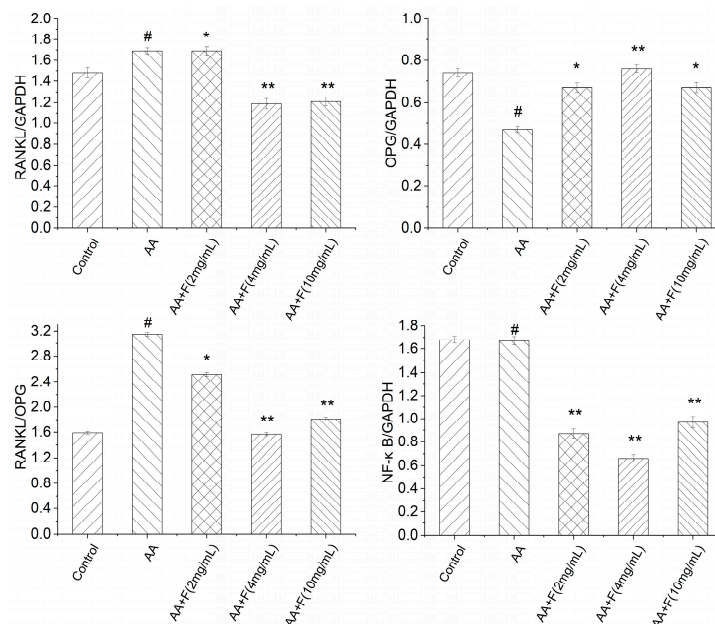 RANKL/GAPDH
2.0
1.8
1.6
1.4
1.2
1.0
0.8
0.6
0.4
0.2
0.0
#
*
**
**
Control
AA
AA+F(2mg/mL)
AA+F(4mg/mL)
AA+F(10mg/mL)
OPG/GAPDH
1.0
0.8
0.6
0.4
0.2
0.0
#
*
**
*
Control
AA
AA+F(2mg/mL)
AA+F(4mg/mL)
AA+F(10mg/mL)
RANKL/OPG
3.2
2.8
2.4
2.0
1.6
1.2
0.8
0.4
0.0
#
*
**
**
Control
AA
AA+F(2mg/mL)
AA+F(4mg/mL)
AA+F(10mg/mL)
NF-κ B/GAPDH
1.8
1.6
1.4
1.2
1.0
0.8
0.6
0.4
0.2
0.0
#
**
**
**
Control
AA
AA+F(2mg/mL)
AA+F(4mg/mL)
AA+F(10mg/mL)